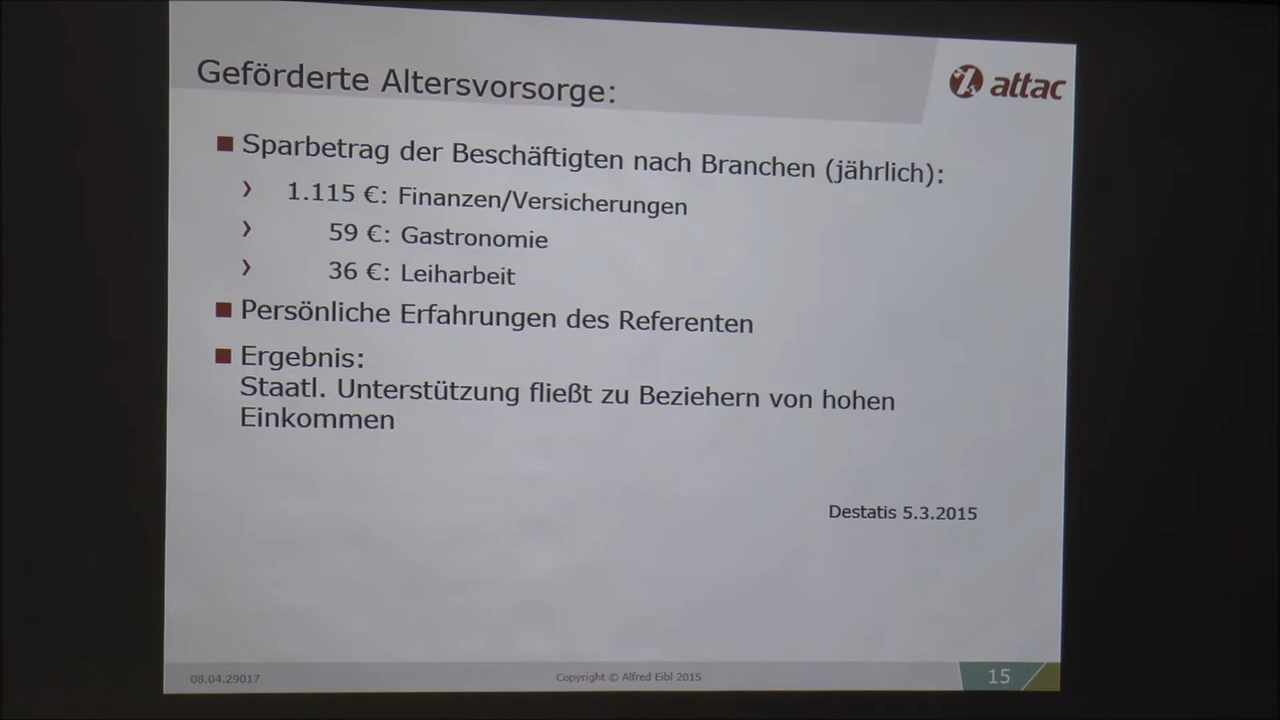 Geförderte Altersvorsorge:
attac
Sparbetrag der Beschäftigten nach Branchen (jährlich):
1.115 €: Finanzen/Versicherungen
59 €: Gastronomie
36 €: Leiharbeit
Persönliche Erfahrungen des Referenten
Ergebnis:
Staatl. Unterstützung fließt zu Beziehern von hohen
Einkommen
Destatis 5.3.2015
08.04.29017
Copyright © Alfred Eibl 2015
15